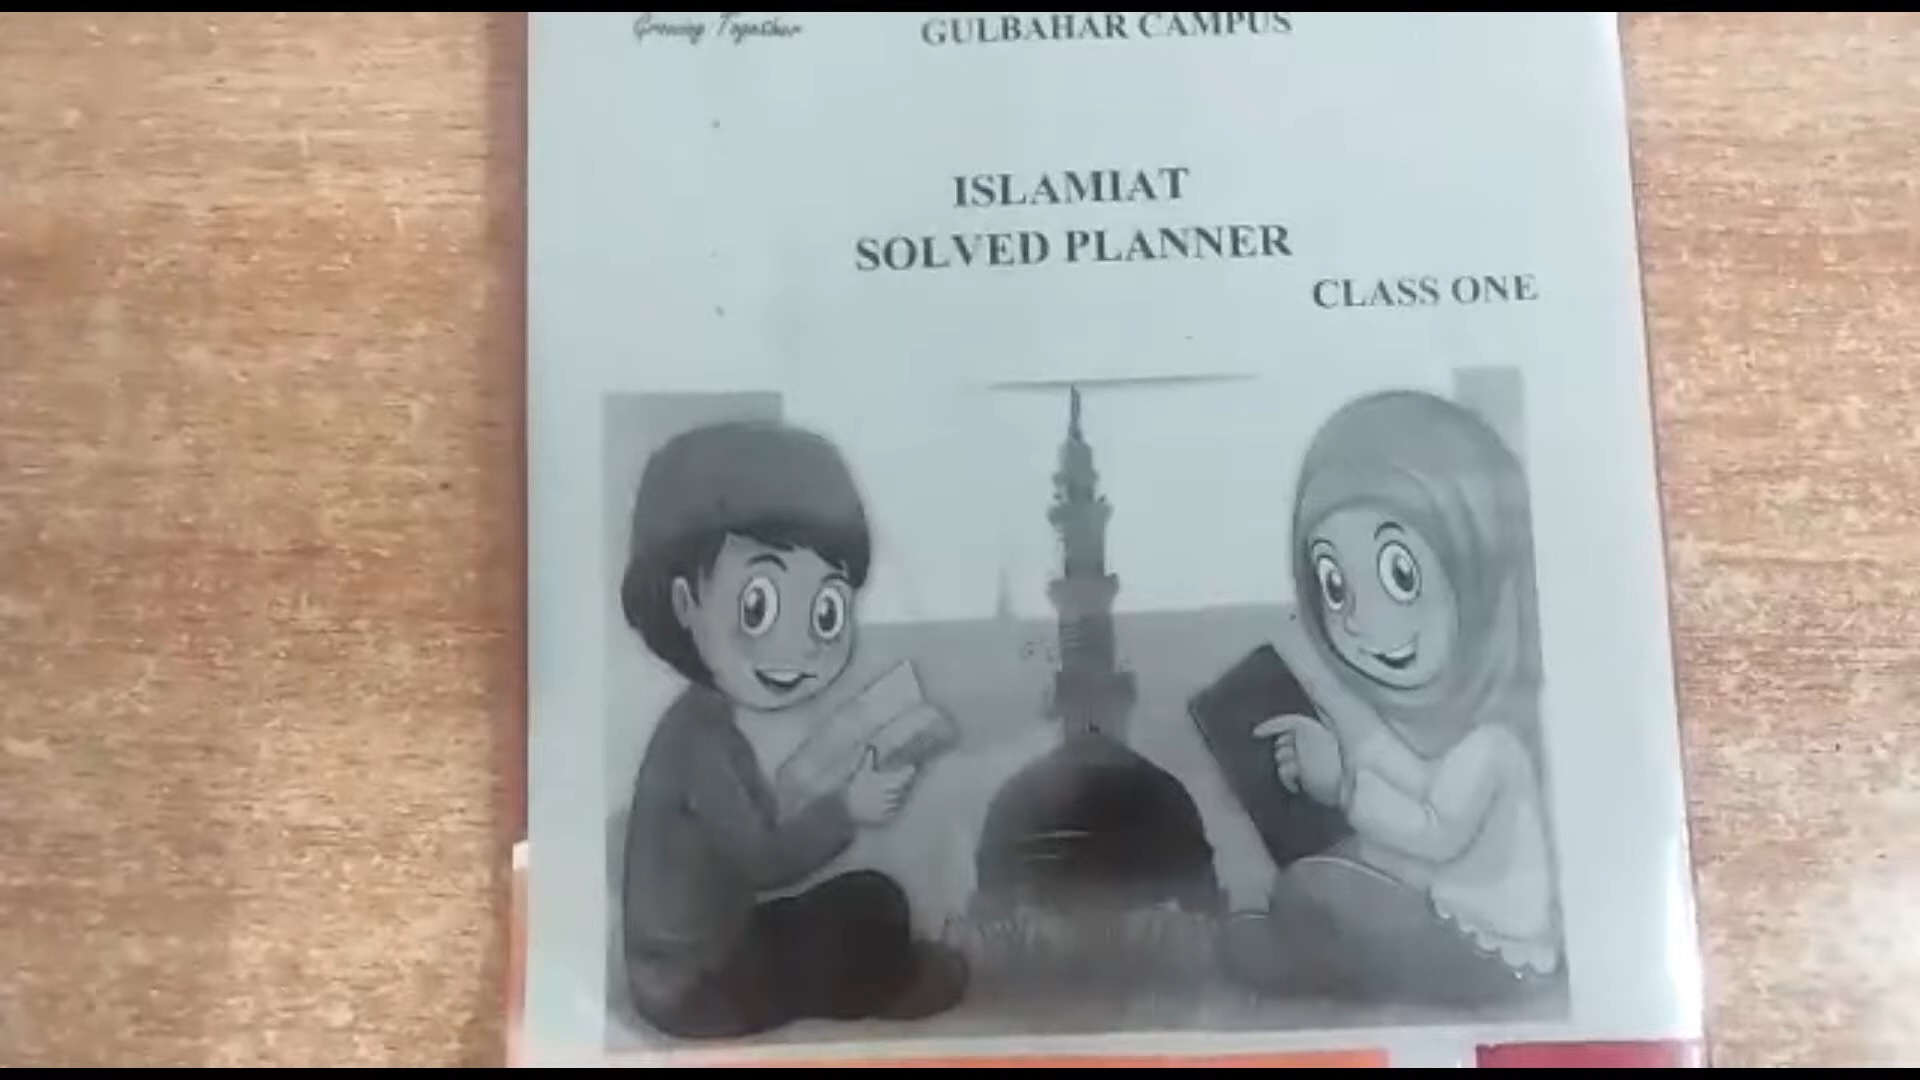 Growing Together
GULBAHAR CAMPUS
ISLAMIAT
SOLVED PLANNER
CLASS ONE